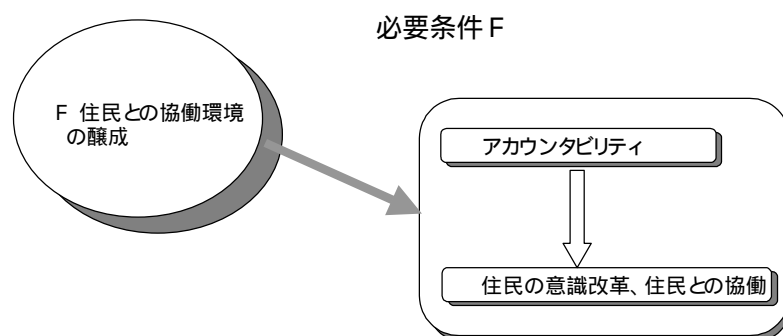 必要条件F
F 住民との協働環境
の醸成
アカウンタビリティ
住民の意識改革、住民との協働